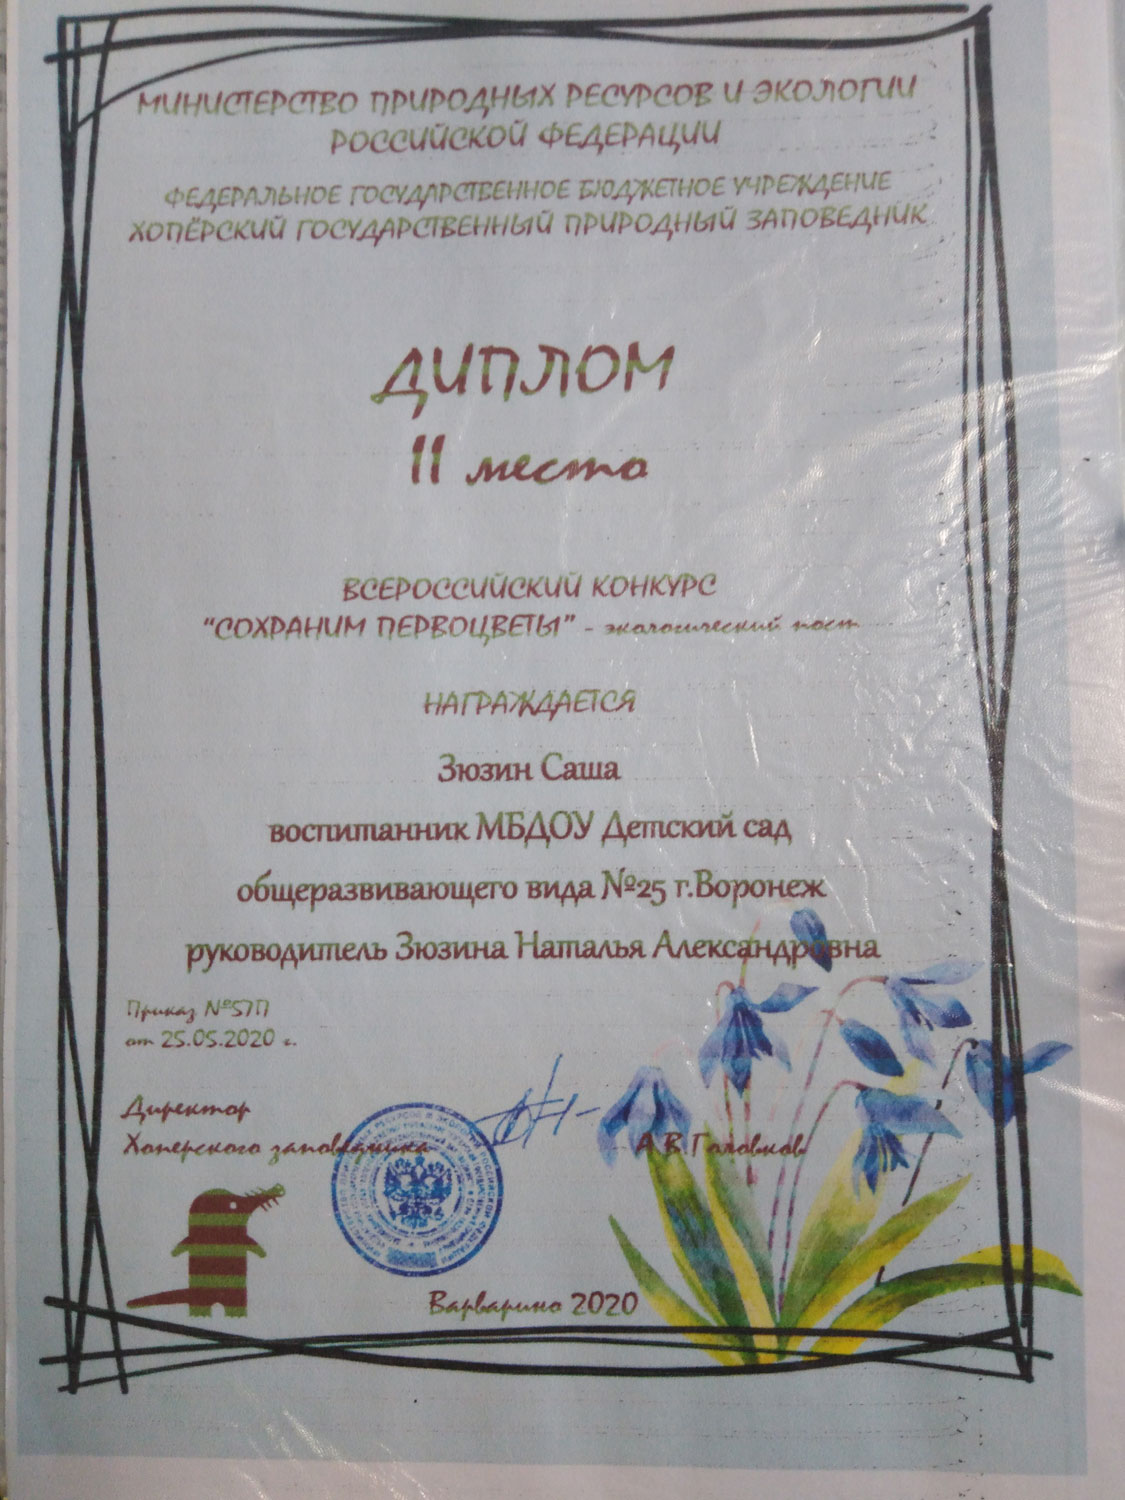 МИНИСТЕРСТВО ПРИРОДНЫХ РЕСУРСОВ И ЭКОЛОГИИ
РОССИЙСКОЙ ФЕДЕРАЦИИ
ФЕДЕРАЛЬНОЕ ГОСУДАРСТВЕННОЕ БЮДЖЕТНОЕ УЧРЕЖДЕНИЕ
ХОПЁРСКИЙ ГОСУДАРСТВЕННЫЙ ПРИРОДНЫЙ ЗАПОВЕДНИК
ДИПЛОМ
II место
ВСЕРОССИЙСКИЙ КОНКУРС
“СОХРАНИМ ПЕРВОЦВЕТЫ” - экологический пост
НАГРАЖДАЕТСЯ
Зюзин Саша
воспитанник МБДОУ Детский сад
общеразвивающего вида №25 г.Воронеж
руководитель Зюзина Наталья Александровна
Приказ №57П
от 25.05.2020 г.
Директор
Хоперского заповедника А.В.Головков
Варварино 2020